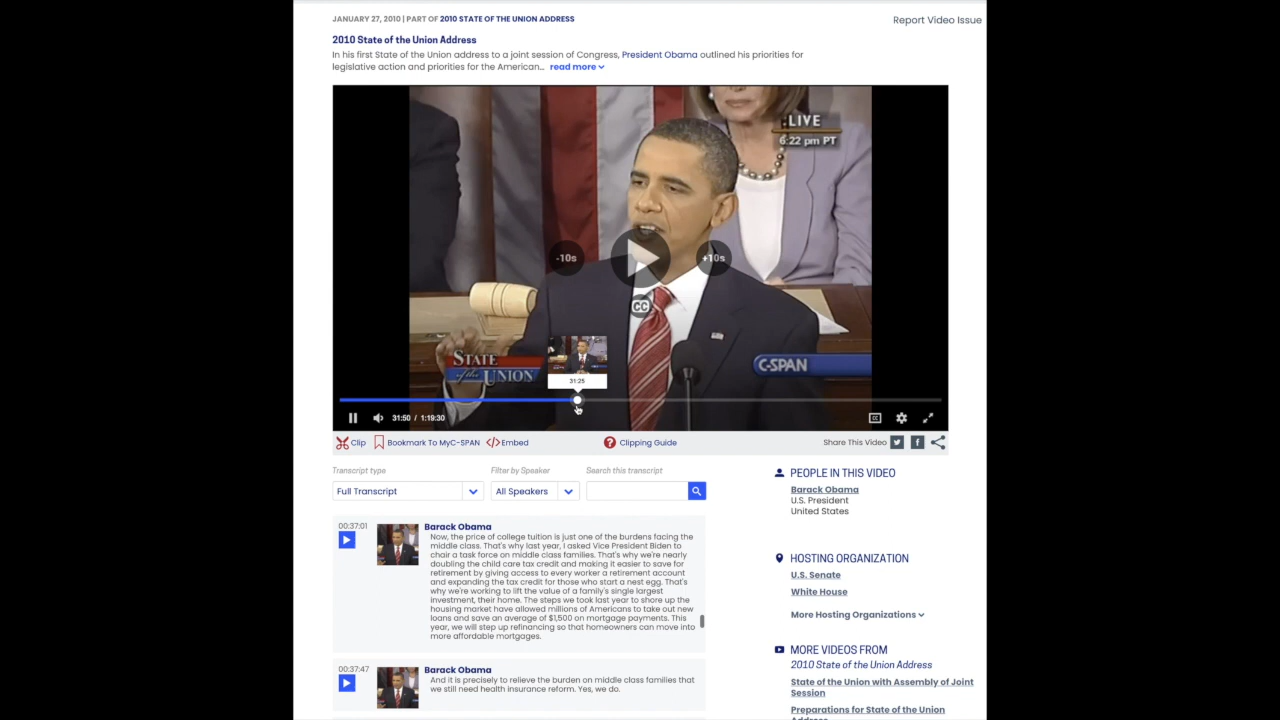 JANUARY 27, 2010 | PART OF 2010 STATE OF THE UNION ADDRESS
Report Video Issue
2010 State of the Union Address
In his first State of the Union address to a joint session of Congress, President Obama outlined his priorities for
legislative action and priorities for the American... read more
LIVE
6:22 pm PT
-10s
+10s
CC
STATE
of the UNION
C-SPAN
31:25
31:50 / 1:19:30
CC
Clip
Bookmark To MyC-SPAN
</> Embed
? Clipping Guide
Share This Video
Transcript type
Filter by Speaker
Search this transcript
Full Transcript
All Speakers
00:37:01
Barack Obama
Now, the price of college tuition is just one of the burdens facing the
middle class. That's why last year, I asked Vice President Biden to
chair a task force on middle class families. That's why we're nearly
doubling the child care tax credit and making it easier to save for
retirement by giving access to every worker a retirement account
and expanding the tax credit for those who start a nest egg. That's
why we're working to lift the value of a family's single largest
investment, their home. The steps we took last year to shore up the
housing market have allowed millions of Americans to take out new
loans and save an average of $1,500 on mortgage payments. This
year, we will step up refinancing so that homeowners can move into
more affordable mortgages.
00:37:47
Barack Obama
And it is precisely to relieve the burden on middle class families that
we still need health insurance reform. Yes, we do.
PEOPLE IN THIS VIDEO
Barack Obama
U.S. President
United States
HOSTING ORGANIZATION
U.S. Senate
White House
More Hosting Organizations
MORE VIDEOS FROM
2010 State of the Union Address
State of the Union with Assembly of Joint
Session
Preparations for State of the Union
Address